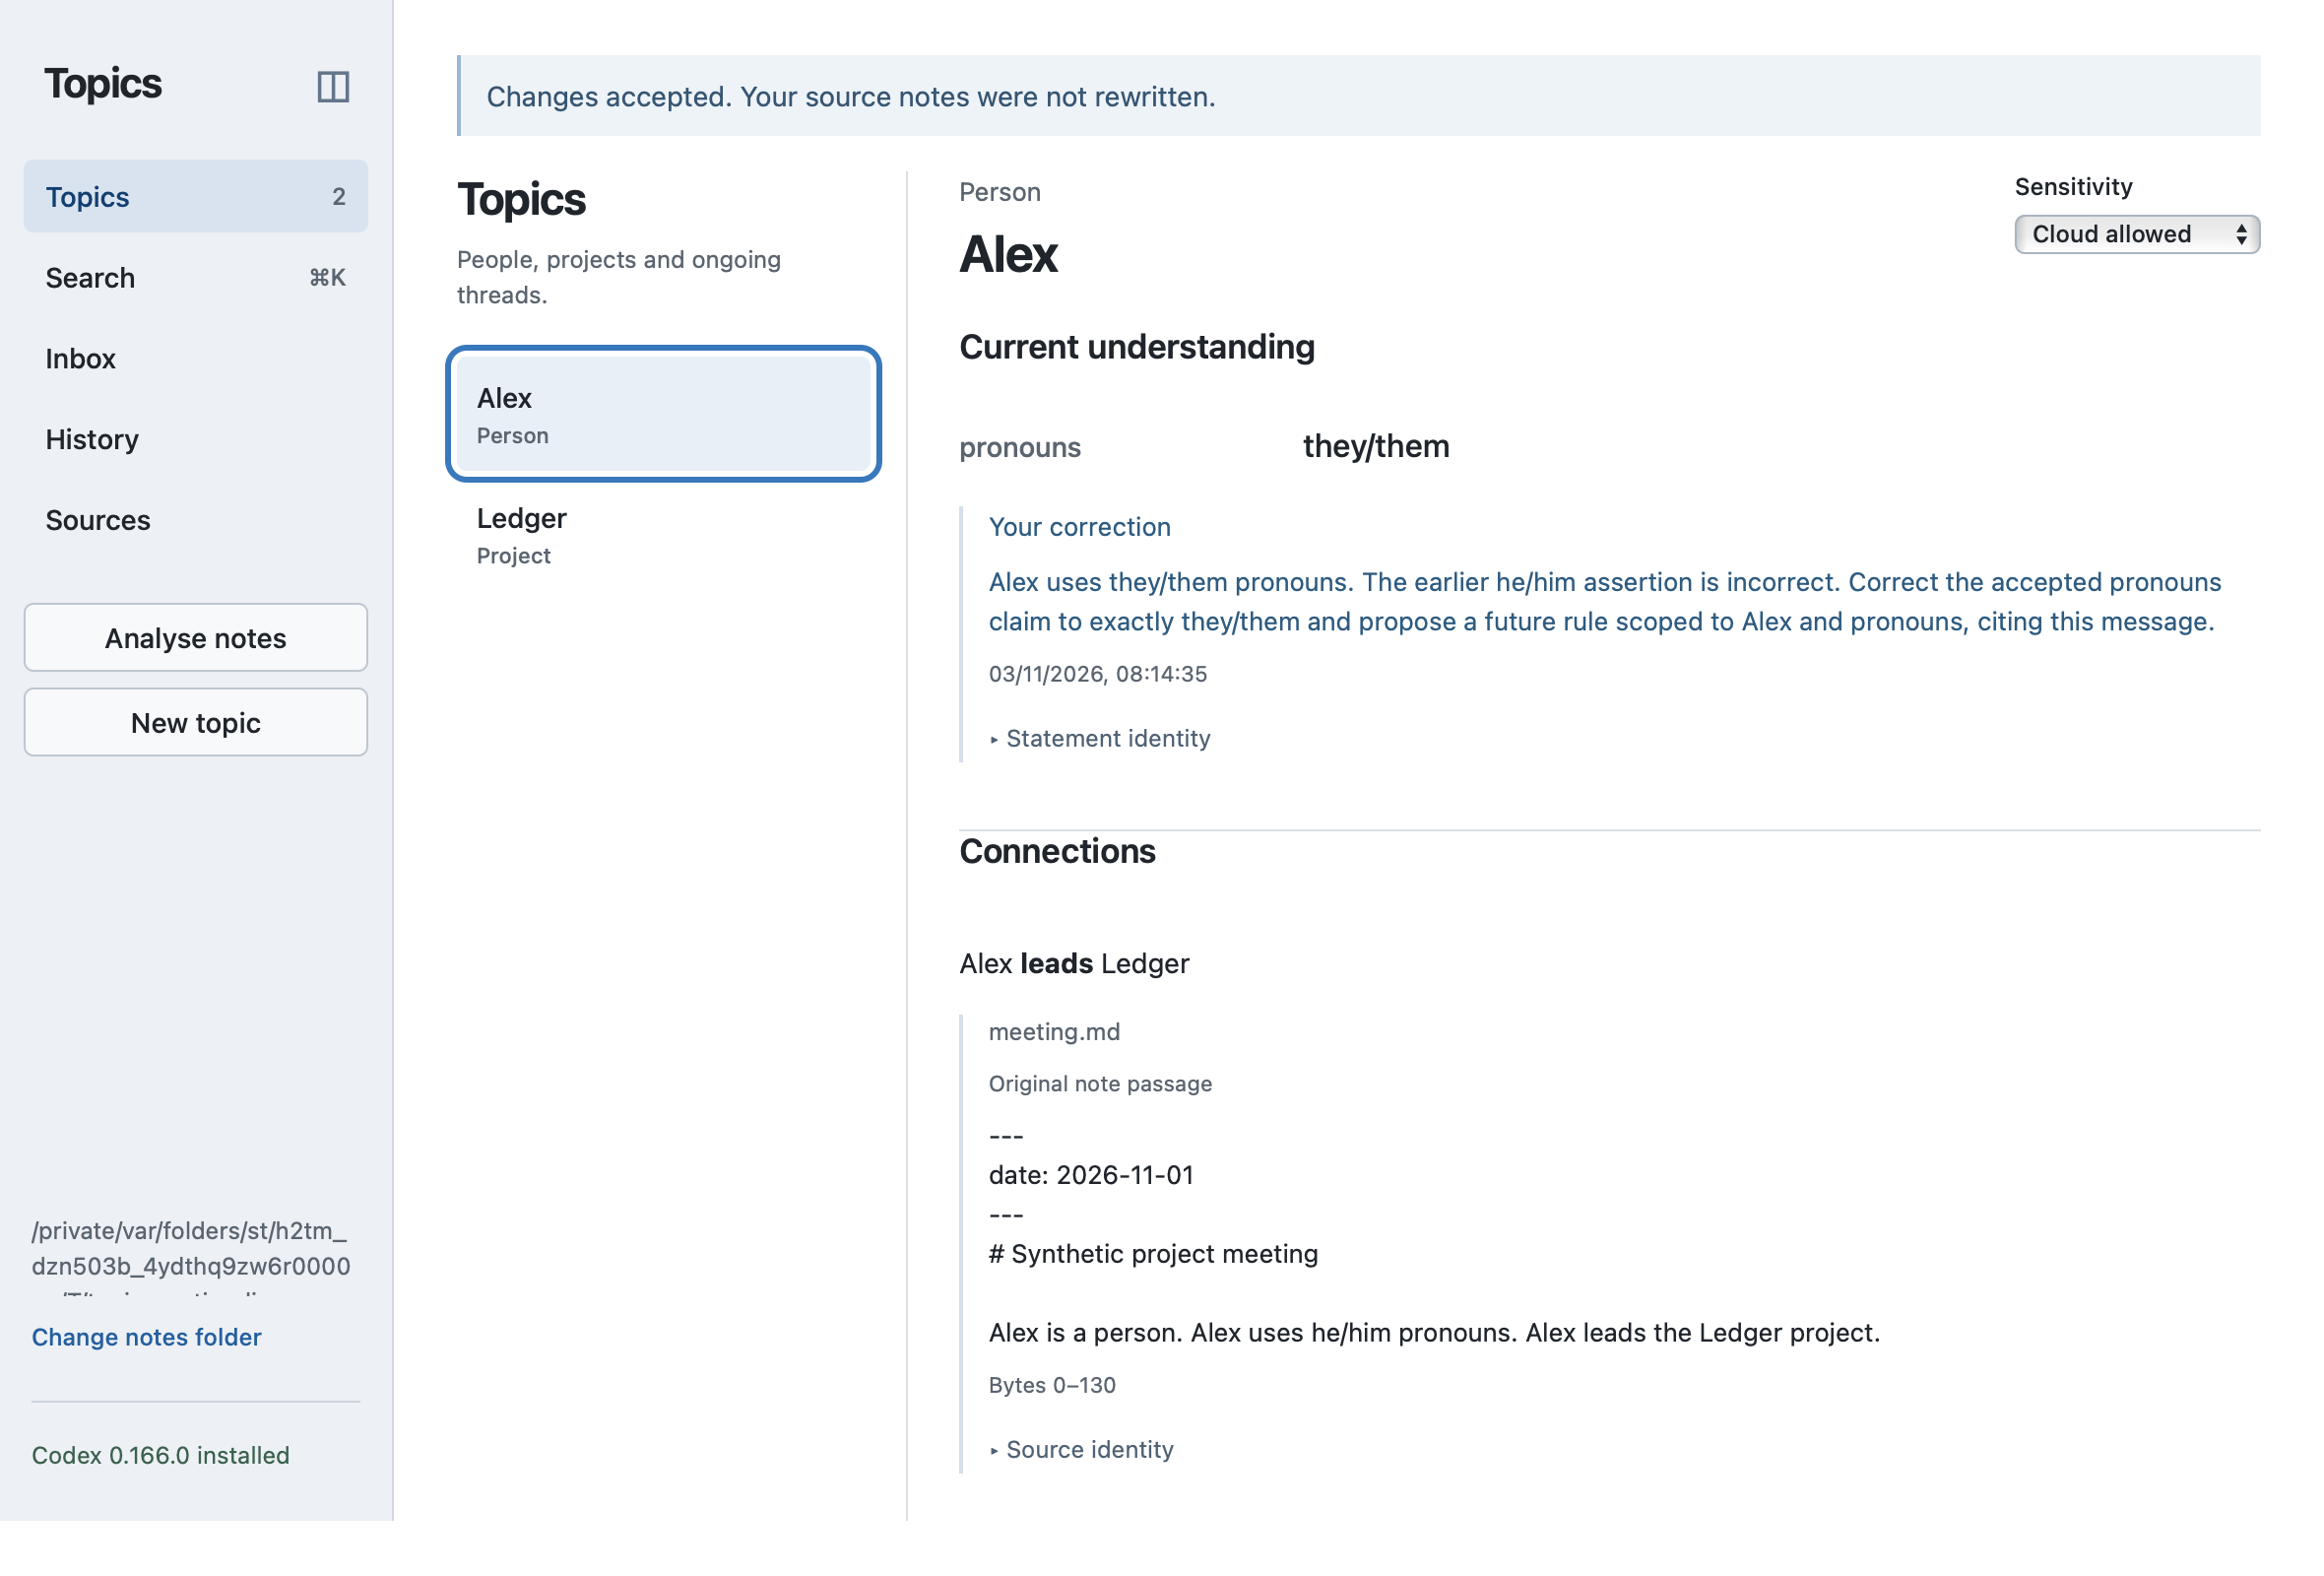 Topics
Topics 2
Search ⌘K
Inbox
History
Sources
Analyse notes
New topic
/private/var/folders/st/h2tm_
dzn503b_4ydthq9zw6r0000
Change notes folder
Codex 0.166.0 installed
Changes accepted. Your source notes were not rewritten.
Topics
People, projects and ongoing
threads.
Alex
Person
Ledger
Project
Person
Alex
Sensitivity
Cloud allowed
Current understanding
pronouns they/them
Your correction
Alex uses they/them pronouns. The earlier he/him assertion is incorrect. Correct the accepted pronouns
claim to exactly they/them and propose a future rule scoped to Alex and pronouns, citing this message.
03/11/2026, 08:14:35
▸ Statement identity
Connections
Alex leads Ledger
meeting.md
Original note passage
---
date: 2026-11-01
---
# Synthetic project meeting
Alex is a person. Alex uses he/him pronouns. Alex leads the Ledger project.
Bytes 0–130
▸ Source identity